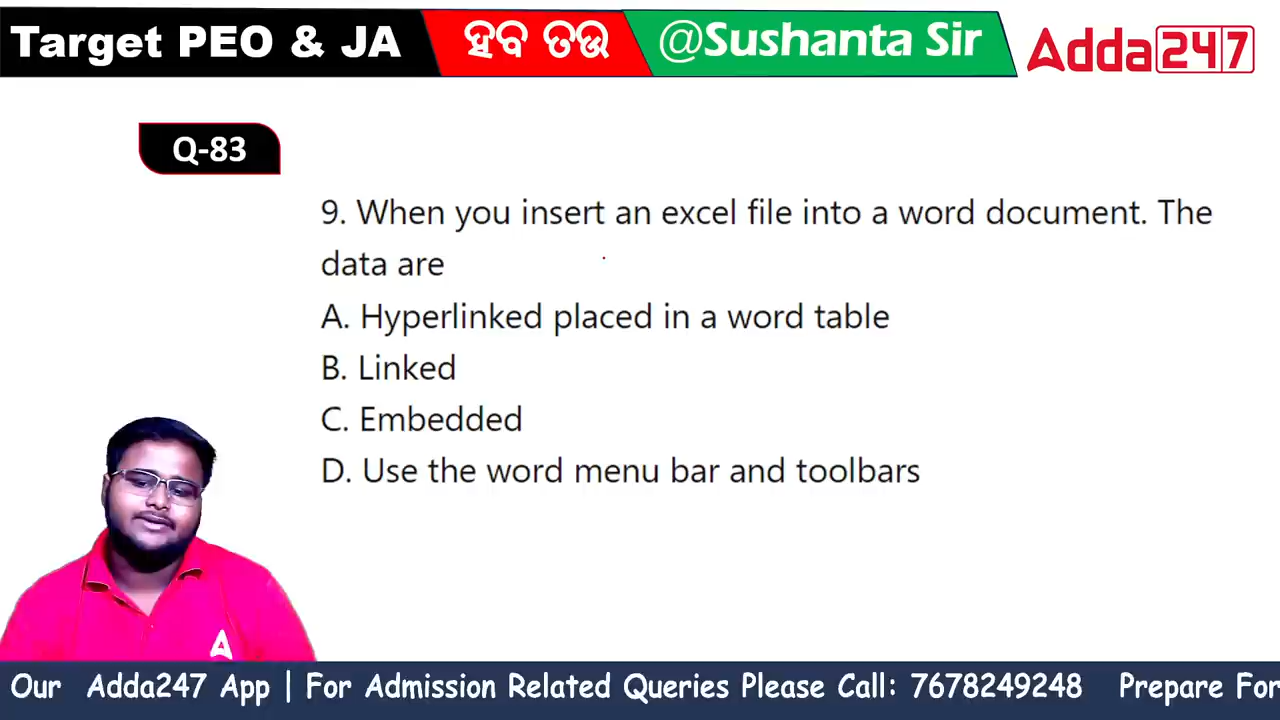 Target PEO & JA ହବ ତଉ @Sushanta Sir Adda247
Q-83
9. When you insert an excel file into a word document. The
data are
A. Hyperlinked placed in a word table
B. Linked
C. Embedded
D. Use the word menu bar and toolbars
Our Adda247 App | For Admission Related Queries Please Call: 7678249248 Prepare For